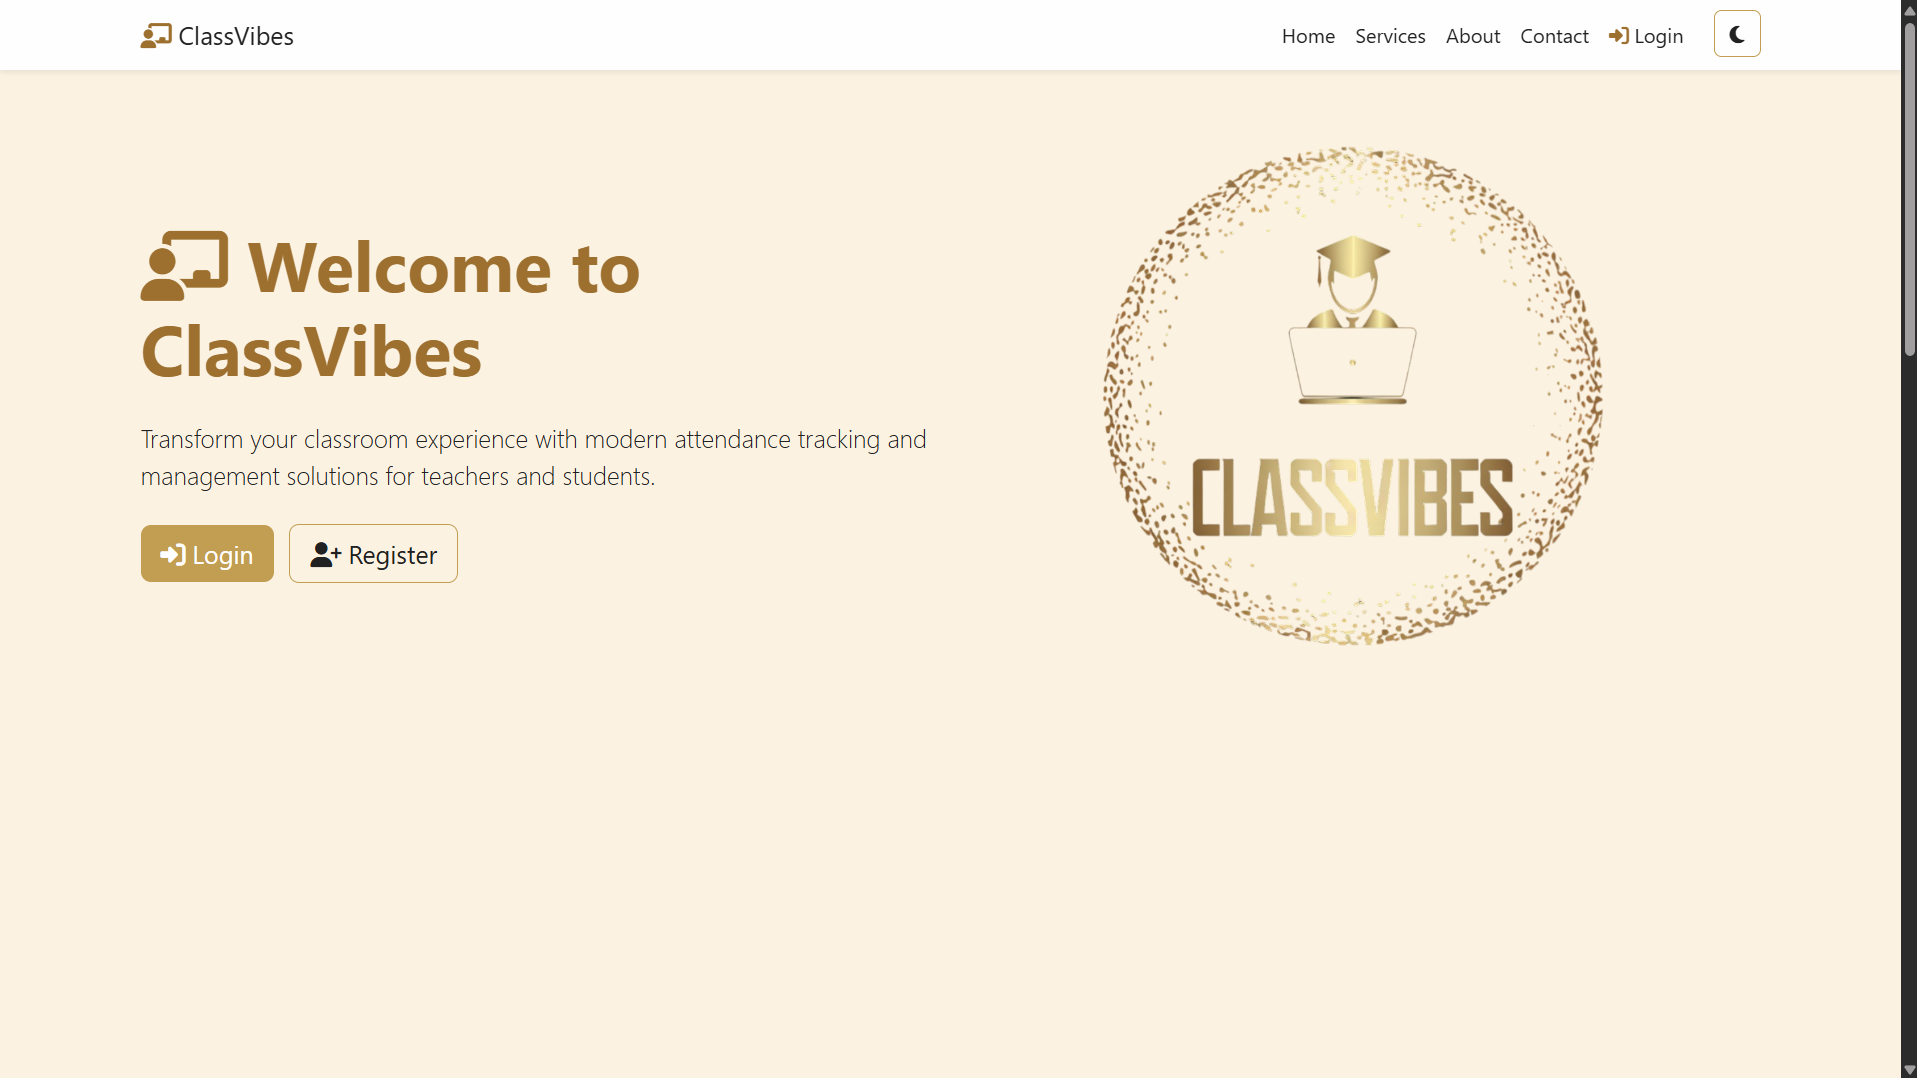 ClassVibes
Home Services About Contact Login
Welcome to
ClassVibes
Transform your classroom experience with modern attendance tracking and
management solutions for teachers and students.
Login Register
CLASSVIBES